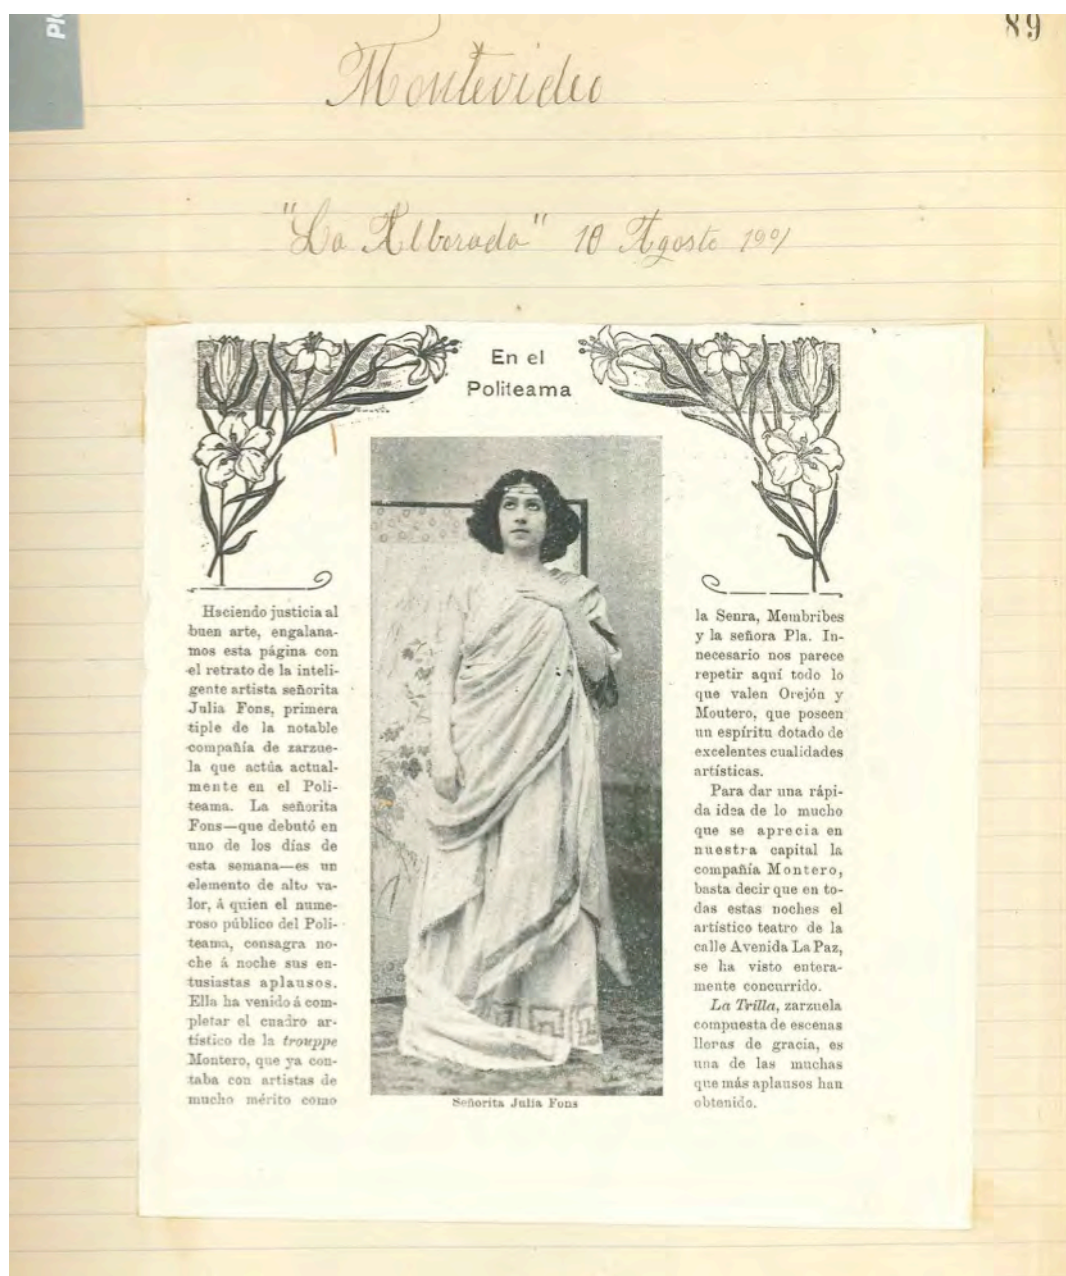 89
Montevideo
"La Alborada" 18 Agosto 1901
En el
Politeama
Haciendo justicia al
buen arte, engalana-
mos esta página con
el retrato de la inteli-
gente artista señorita
Julia Fons, primera
tiple de la notable
compañía de zarzue-
la que actúa actual-
mente en el Poli-
teama. La señorita
Fons—que debutó en
uno de los días de
esta semana—es un
elemento de alto va-
lor, á quien el nume-
roso público del Poli-
teama, consagra no-
che á noche sus en-
tusiastas aplausos.
Ella ha venido á com-
pletar el cuadro ar-
tístico de la trouppe
Montero, que ya con-
taba con artistas de
mucho mérito como
Señorita Julia Fons
la Senra, Membribes
y la señora Pla. In-
necesario nos parece
repetir aquí todo lo
que valen Orejón y
Moutero, que poseen
un espíritu dotado de
excelentes cualidades
artísticas.
Para dar una rápi-
da idea de lo mucho
que se aprecia en
nuestra capital la
compañía Montero,
basta decir que en to-
das estas noches el
artístico teatro de la
calle Avenida La Paz,
se ha visto entera-
mente concurrido.
La Trilla, zarzuela
compuesta de escenas
lloras de gracia, es
una de las muchas
que más aplausos han
obtenido.